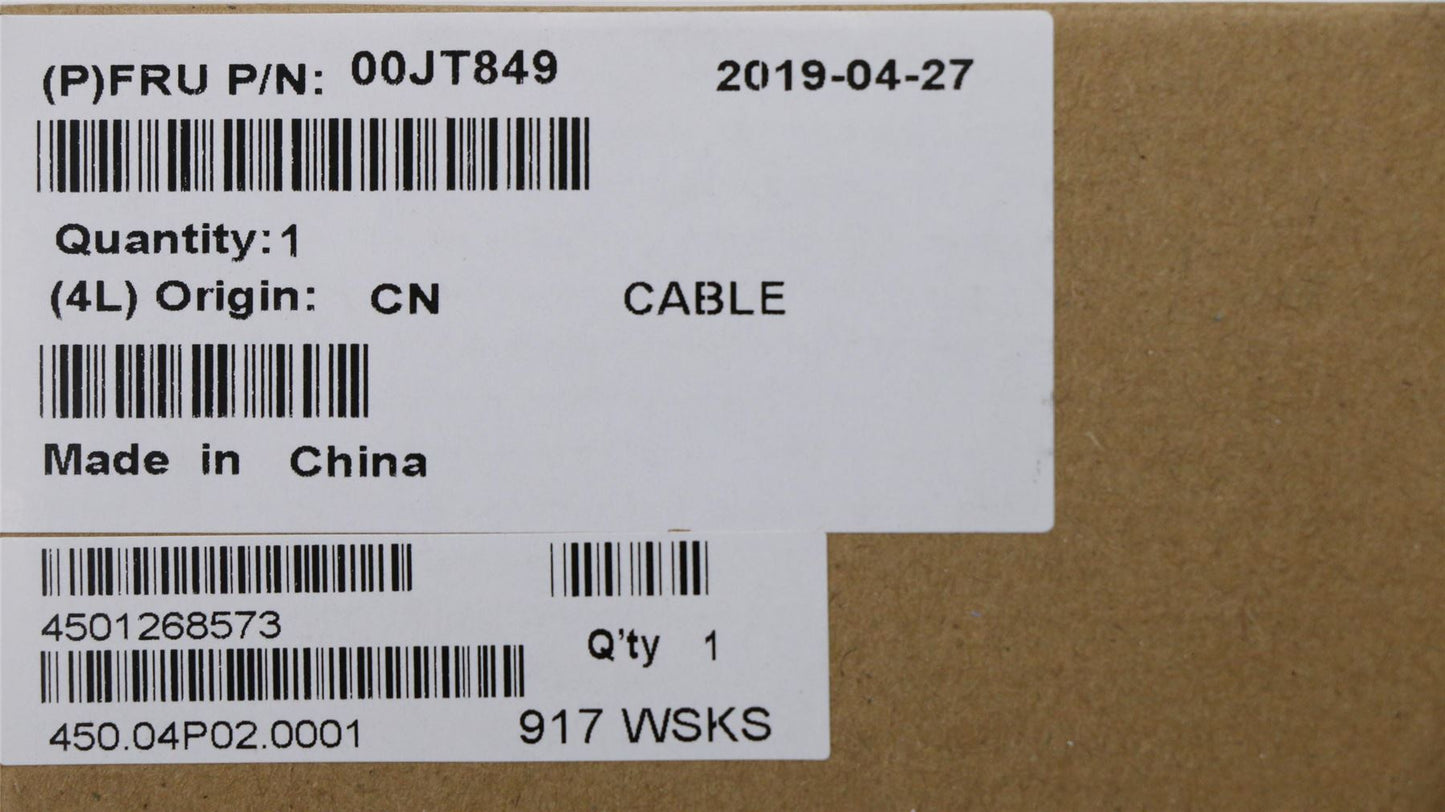 (P)FRU P/N: 00JT849 2019-04-27
Quantity:1
(4L) Origin: CN CABLE
Made in China
4501268573
Q'ty 1
450.04P02.0001 917 WSKS